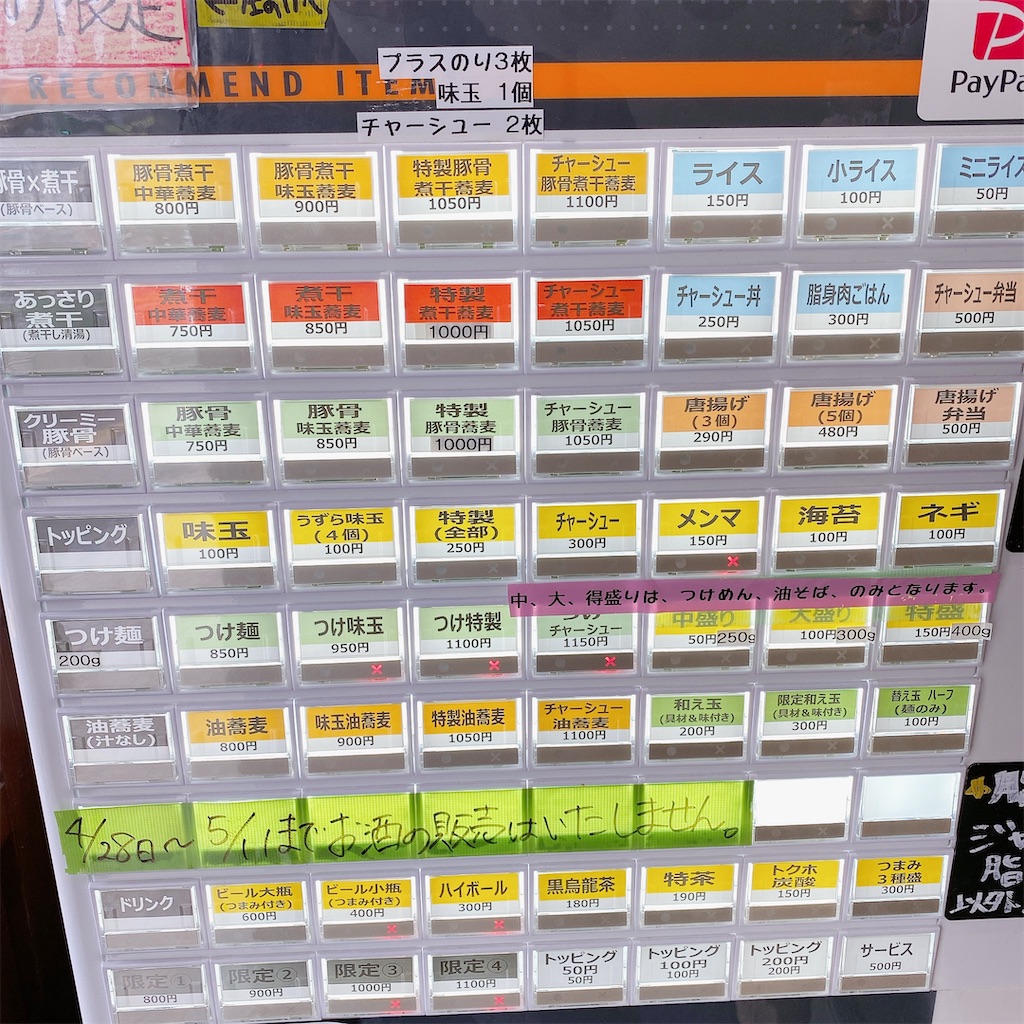 り限定
RECOMMEND ITEM
プラスのり3枚
味玉 1個
チャーシュー 2枚
PayPa
豚骨×煮干
(豚骨ベース)
豚骨煮干
中華蕎麦
800円
豚骨煮干
味玉蕎麦
900円
特製豚骨
煮干蕎麦
1050円
チャーシュー
豚骨煮干蕎麦
1100円
ライス
150円
小ライス
100円
ミニライス
50円
あっさり
煮干
(煮干し清湯)
煮干
中華蕎麦
750円
煮干
味玉蕎麦
850円
特製
煮干蕎麦
1000円
チャーシュー
煮干蕎麦
1050円
チャーシュー丼
250円
脂身肉ごはん
300円
チャーシュー弁当
500円
クリーミー
豚骨
(豚骨ベース)
豚骨
中華蕎麦
750円
豚骨
味玉蕎麦
850円
特製
豚骨蕎麦
1000円
チャーシュー
豚骨蕎麦
1050円
唐揚げ
(3個)
290円
唐揚げ
(5個)
480円
唐揚げ
弁当
500円
トッピング
味玉
100円
うずら味玉
(4個)
100円
特製
(全部)
250円
チャーシュー
300円
メンマ
150円
海苔
100円
ネギ
100円
中、大、得盛りは、つけめん、油そば、のみとなります。
つけ麺
200g
つけ麺
850円
つけ味玉
950円
つけ特製
1100円
チャーシュー
1150円
中盛り
50円250g
大盛り
100円300g
特盛
150円400g
油蕎麦
(汁なし)
油蕎麦
800円
味玉油蕎麦
900円
特製油蕎麦
1050円
チャーシュー
油蕎麦
1100円
和え玉
(具材&味付き)
200円
限定和え玉
(具材&味付き)
300円
替え玉 ハーフ
(麺のみ)
100円
4/28日～5/11までお酒の販売はいたしません。
ドリンク
ビール大瓶
(つまみ付き)
600円
ビール小瓶
(つまみ付き)
400円
ハイボール
300円
黒烏龍茶
180円
特茶
190円
トクホ
炭酸
150円
つまみ
3種盛
300円
脂
以外
限定①
800円
限定②
900円
限定③
1000円
限定④
1100円
トッピング
50円
50円
トッピング
100円
100円
トッピング
200円
200円
サービス
500円